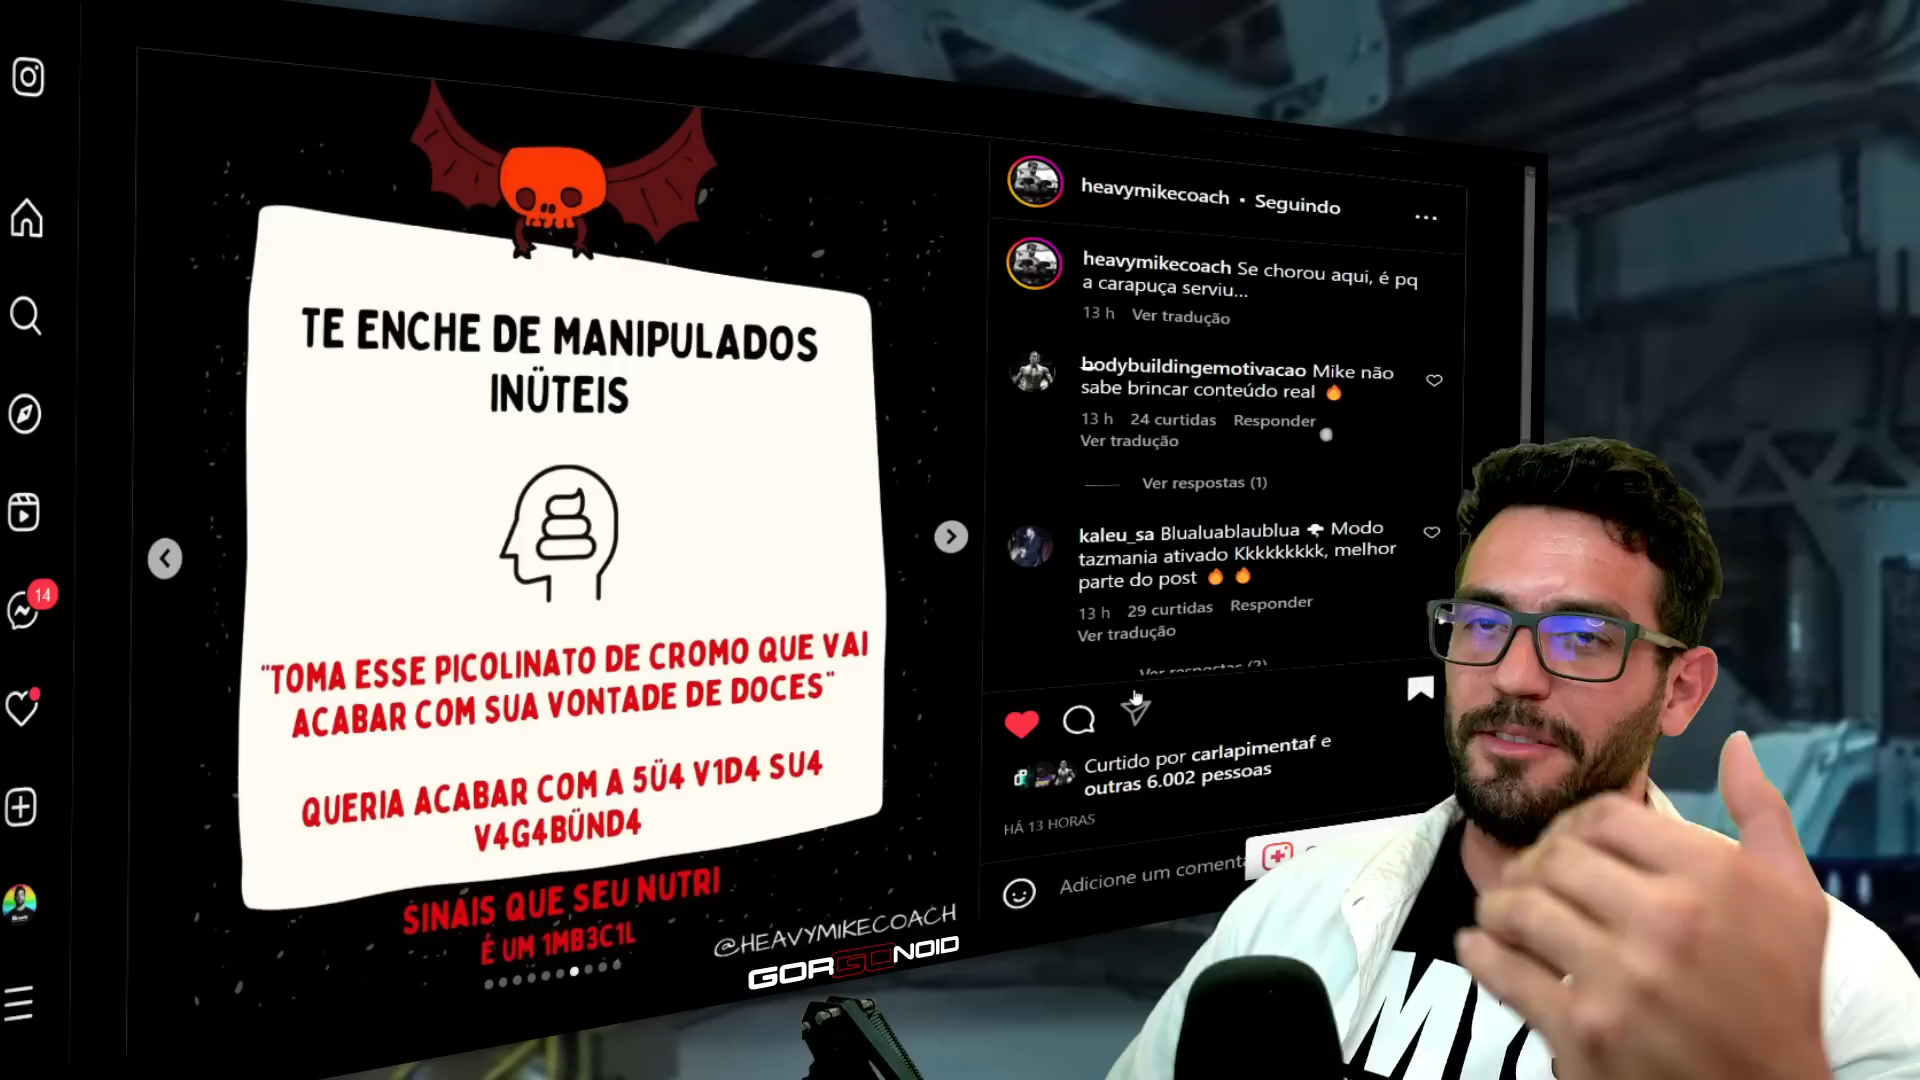 TE ENCHE DE MANIPULADOS
INÜTEIS
"TOMA ESSE PICOLINATO DE CROMO QUE VAI
ACABAR COM SUA VONTADE DE DOCES"
QUERIA ACABAR COM A 5Ü4 V1D4 SU4
V4G4BÜND4
SINAIS QUE SEU NUTRI
É UM 1MB3C1L
@HEAVYMIKECOACH
GORGONOID
14
heavymikecoach • Seguindo
...
heavymikecoach Se chorou aqui, é pq
a carapuça serviu...
13 h Ver tradução
bodybuildingemotivacao Mike não
sabe brincar conteúdo real 🔥
13 h 24 curtidas Responder
Ver tradução
Ver respostas (1)
kaleu_sa Blualuablaublua 🌪 Modo
tazmania ativado Kkkkkkkkk, melhor
parte do post 🔥 🔥
13 h 29 curtidas Responder
Ver tradução
Ver respostas (2)
Curtido por carlapimentaf e
outras 6.002 pessoas
HÁ 13 HORAS
Adicione um coment
MY